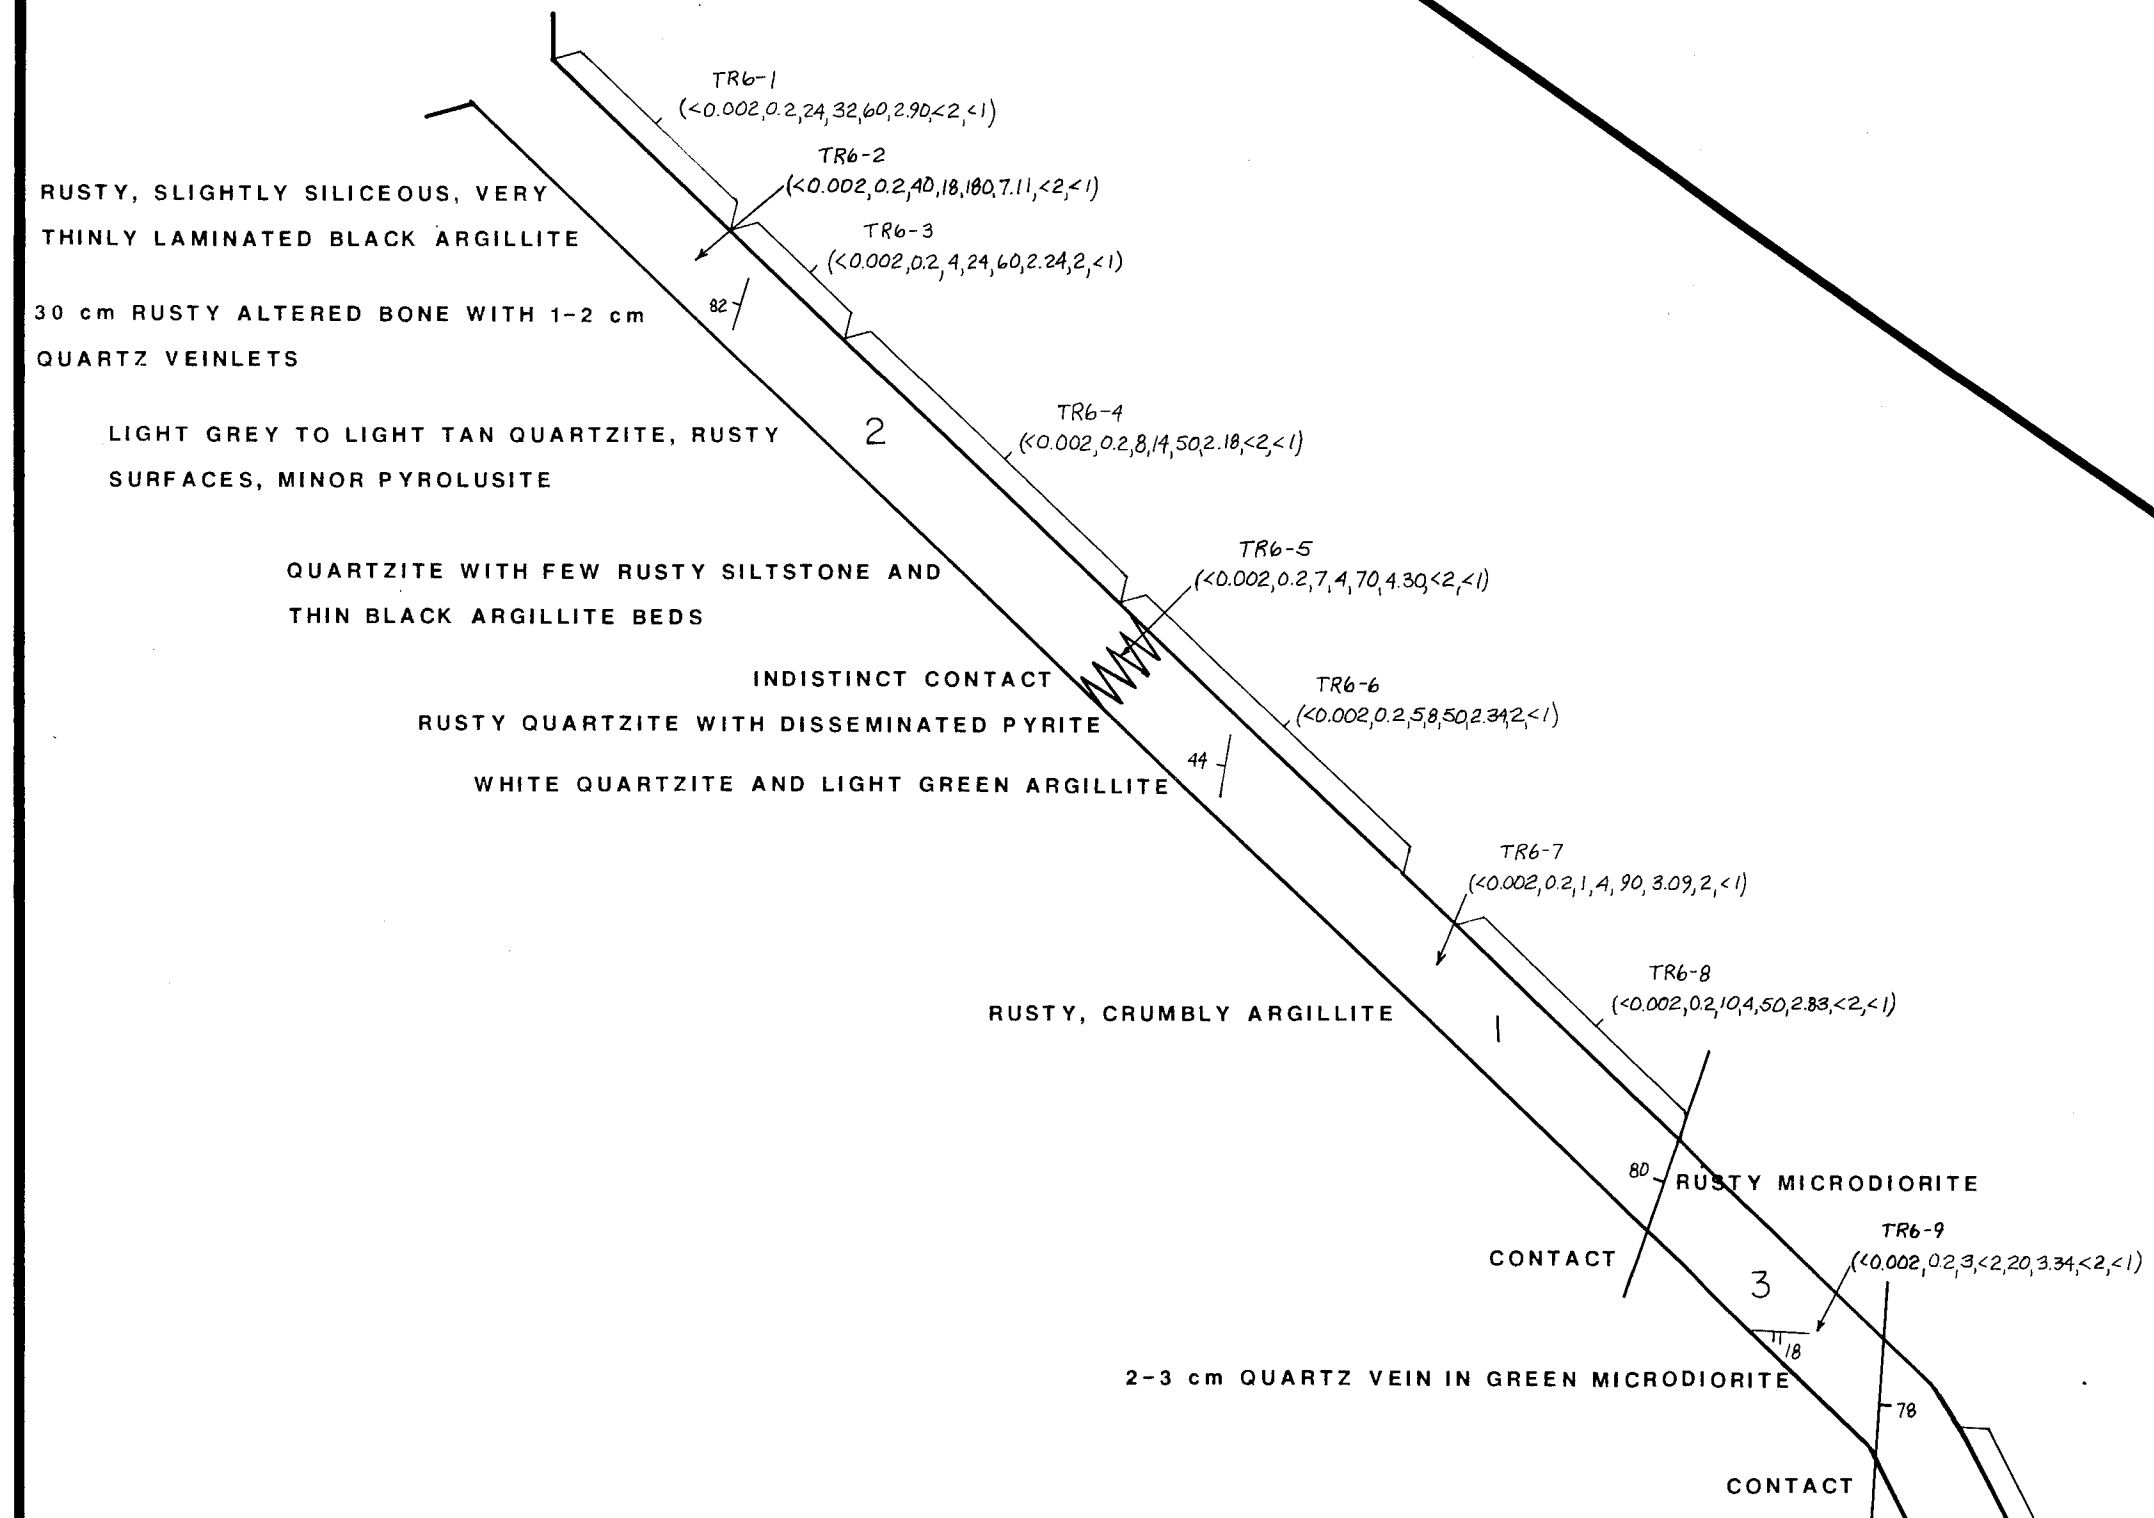 TR6-1
(<0.002,0.2,24,32,60,2.90,<2,<1)
TR6-2
(<0.002,0.2,40,18,180,7.11,<2,<1)
RUSTY, SLIGHTLY SILICEOUS, VERY
THINLY LAMINATED BLACK ARGILLITE
TR6-3
(<0.002,0.2,4,24,60,2.24,2,<1)
82
30 cm RUSTY ALTERED BONE WITH 1-2 cm
QUARTZ VEINLETS
TR6-4
(<0.002,0.2,8,14,50,2.18,<2,<1)
2
LIGHT GREY TO LIGHT TAN QUARTZITE, RUSTY
SURFACES, MINOR PYROLUSITE
TR6-5
(<0.002,0.2,7,4,70,4.30,<2,<1)
QUARTZITE WITH FEW RUSTY SILTSTONE AND
THIN BLACK ARGILLITE BEDS
INDISTINCT CONTACT
TR6-6
(<0.002,0.2,5,8,50,2.34,2,<1)
RUSTY QUARTZITE WITH DISSEMINATED PYRITE
44
WHITE QUARTZITE AND LIGHT GREEN ARGILLITE
TR6-7
(<0.002,0.2,1,4,90,3.09,2,<1)
TR6-8
(<0.002,0.2,10,4,50,2.83,<2,<1)
RUSTY, CRUMBLY ARGILLITE
1
80
RUSTY MICRODIORITE
TR6-9
(<0.002,0.2,3,<2,20,3.34,<2,<1)
CONTACT
3
18
2-3 cm QUARTZ VEIN IN GREEN MICRODIORITE
78
CONTACT